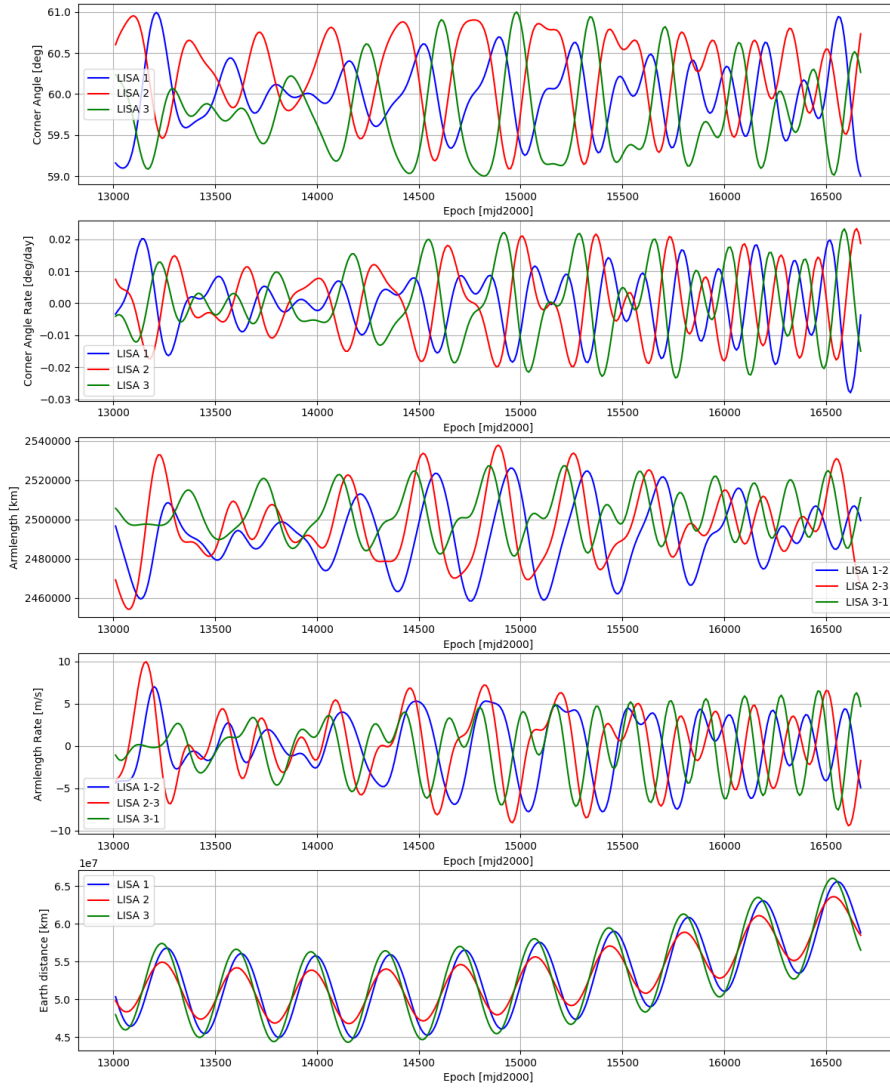 61.0
60.5
60.0
59.5
59.0
Corner Angle [deg]
LISA 1
LISA 2
LISA 3
13000 13500 14000 14500 15000 15500 16000 16500
Epoch [mjd2000]
0.02
0.01
0.00
−0.01
−0.02
−0.03
Corner Angle Rate [deg/day]
LISA 1
LISA 2
LISA 3
13000 13500 14000 14500 15000 15500 16000 16500
Epoch [mjd2000]
2540000
2520000
2500000
2480000
2460000
Armlength [km]
LISA 1-2
LISA 2-3
LISA 3-1
13000 13500 14000 14500 15000 15500 16000 16500
Epoch [mjd2000]
10
5
0
−5
−10
Armlength Rate [m/s]
LISA 1-2
LISA 2-3
LISA 3-1
13000 13500 14000 14500 15000 15500 16000 16500
Epoch [mjd2000]
1e7
6.5
6.0
5.5
5.0
4.5
Earth distance [km]
LISA 1
LISA 2
LISA 3
13000 13500 14000 14500 15000 15500 16000 16500
Epoch [mjd2000]